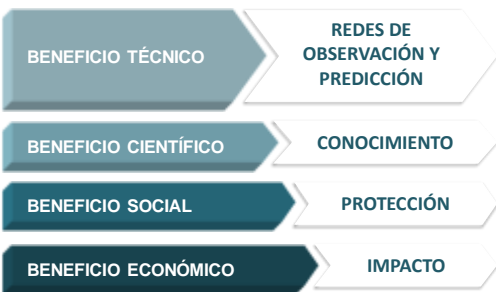 BENEFICIO TÉCNICO
REDES DE
OBSERVACIÓN Y
PREDICCIÓN
BENEFICIO CIENTÍFICO
CONOCIMIENTO
BENEFICIO SOCIAL
PROTECCIÓN
BENEFICIO ECONÓMICO
IMPACTO